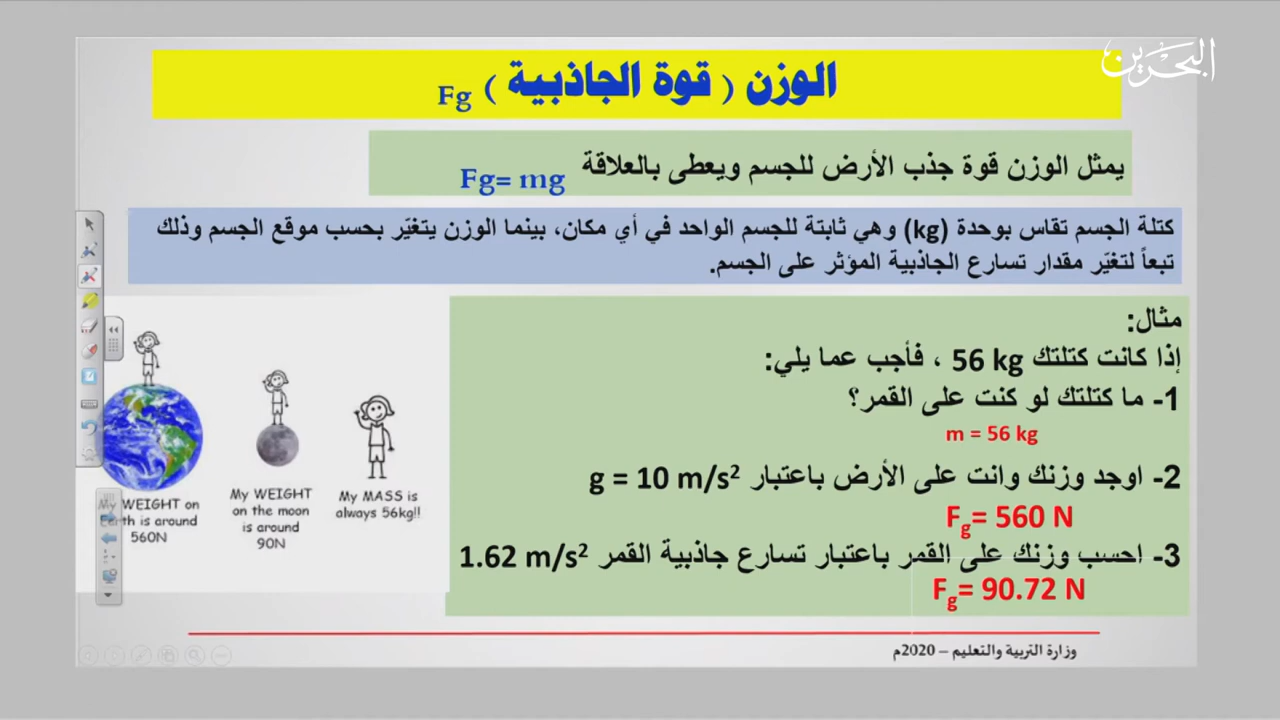 البحرين
الوزن ( قوة الجاذبية ) Fg
يمثل الوزن قوة جذب الأرض للجسم ويعطى بالعلاقة Fg= mg
كتلة الجسم تقاس بوحدة (kg) وهي ثابتة للجسم الواحد في أي مكان، بينما الوزن يتغيّر بحسب موقع الجسم وذلك
تبعاً لتغيّر مقدار تسارع الجاذبية المؤثر على الجسم.
مثال:
إذا كانت كتلتك 56 kg ، فأجب عما يلي:
1- ما كتلتك لو كنت على القمر؟
m = 56 kg
2- اوجد وزنك وانت على الأرض باعتبار g = 10 m/s²
Fg= 560 N
3- احسب وزنك على القمر باعتبار تسارع جاذبية القمر 1.62 m/s²
Fg= 90.72 N
My WEIGHT on
Earth is around
560N
My WEIGHT
on the moon
is around
90N
My MASS is
always 56kg!!
وزارة التربية والتعليم – 2020م